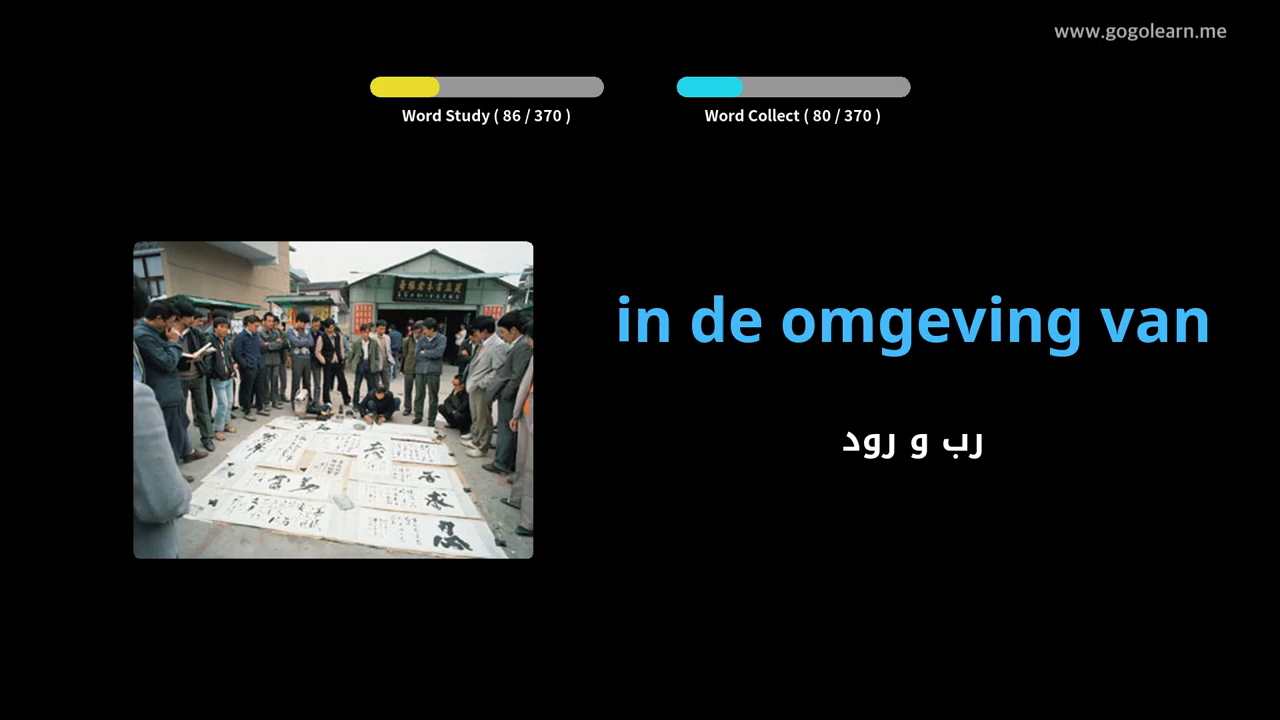 www.gogolearn.me
Word Study ( 86 / 370 )
Word Collect ( 80 / 370 )
in de omgeving van
رب و رود